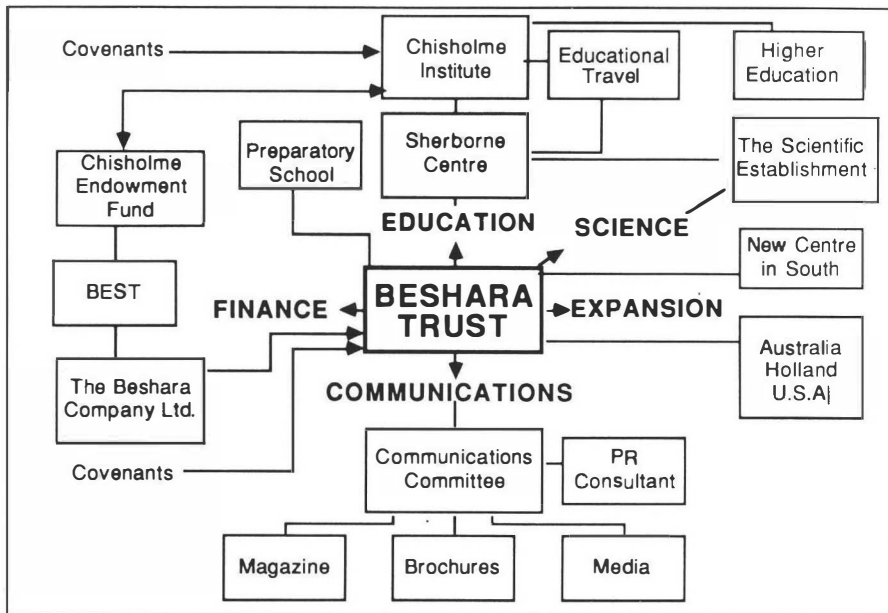 Covenants
Chisholme
Institute
Educational
Travel
Higher
Education
Preparatory
School
Sherborne
Centre
The Scientific
Establishment
Chisholme
Endowment
Fund
EDUCATION
SCIENCE
New Centre
in South
BEST
FINANCE
BESHARA
TRUST
EXPANSION
The Beshara
Company Ltd.
Australia
Holland
U.S.A|
COMMUNICATIONS
Covenants
Communications
Committee
PR
Consultant
Magazine
Brochures
Media